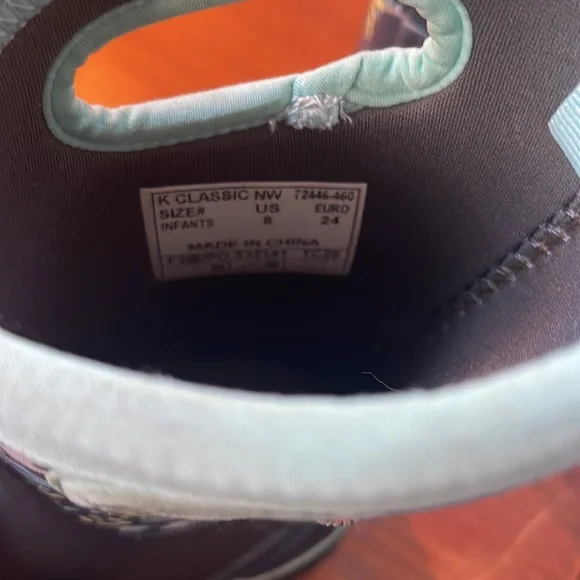 K CLASSIC NW 72446-460
SIZE# US EURO
INFANTS 8 24
MADE IN CHINA